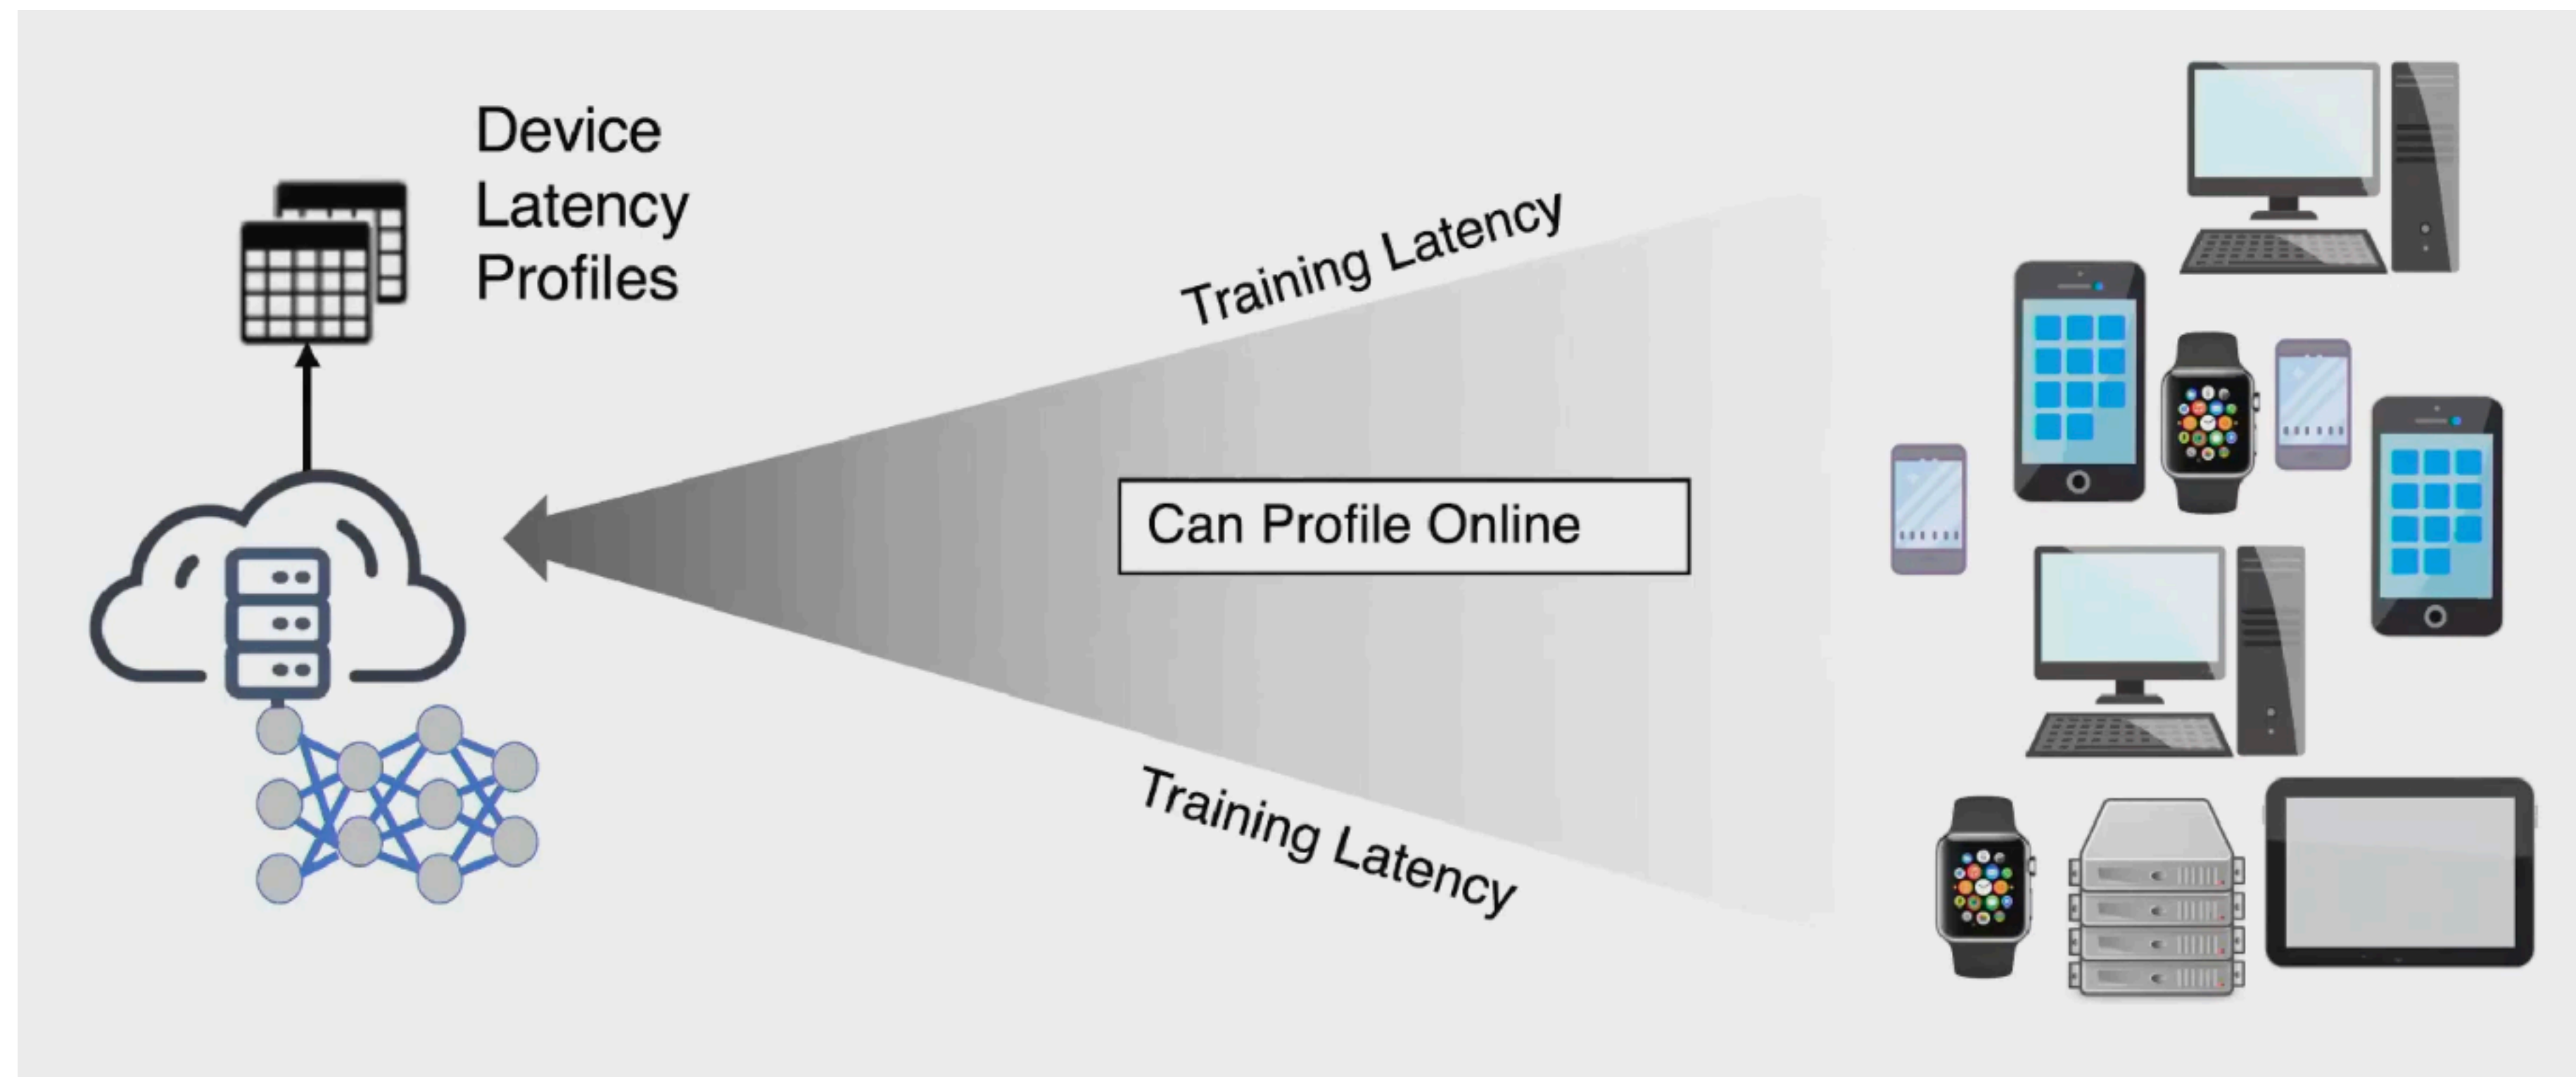 Device
Latency
Profiles
Training Latency
Can Profile Online
Training Latency